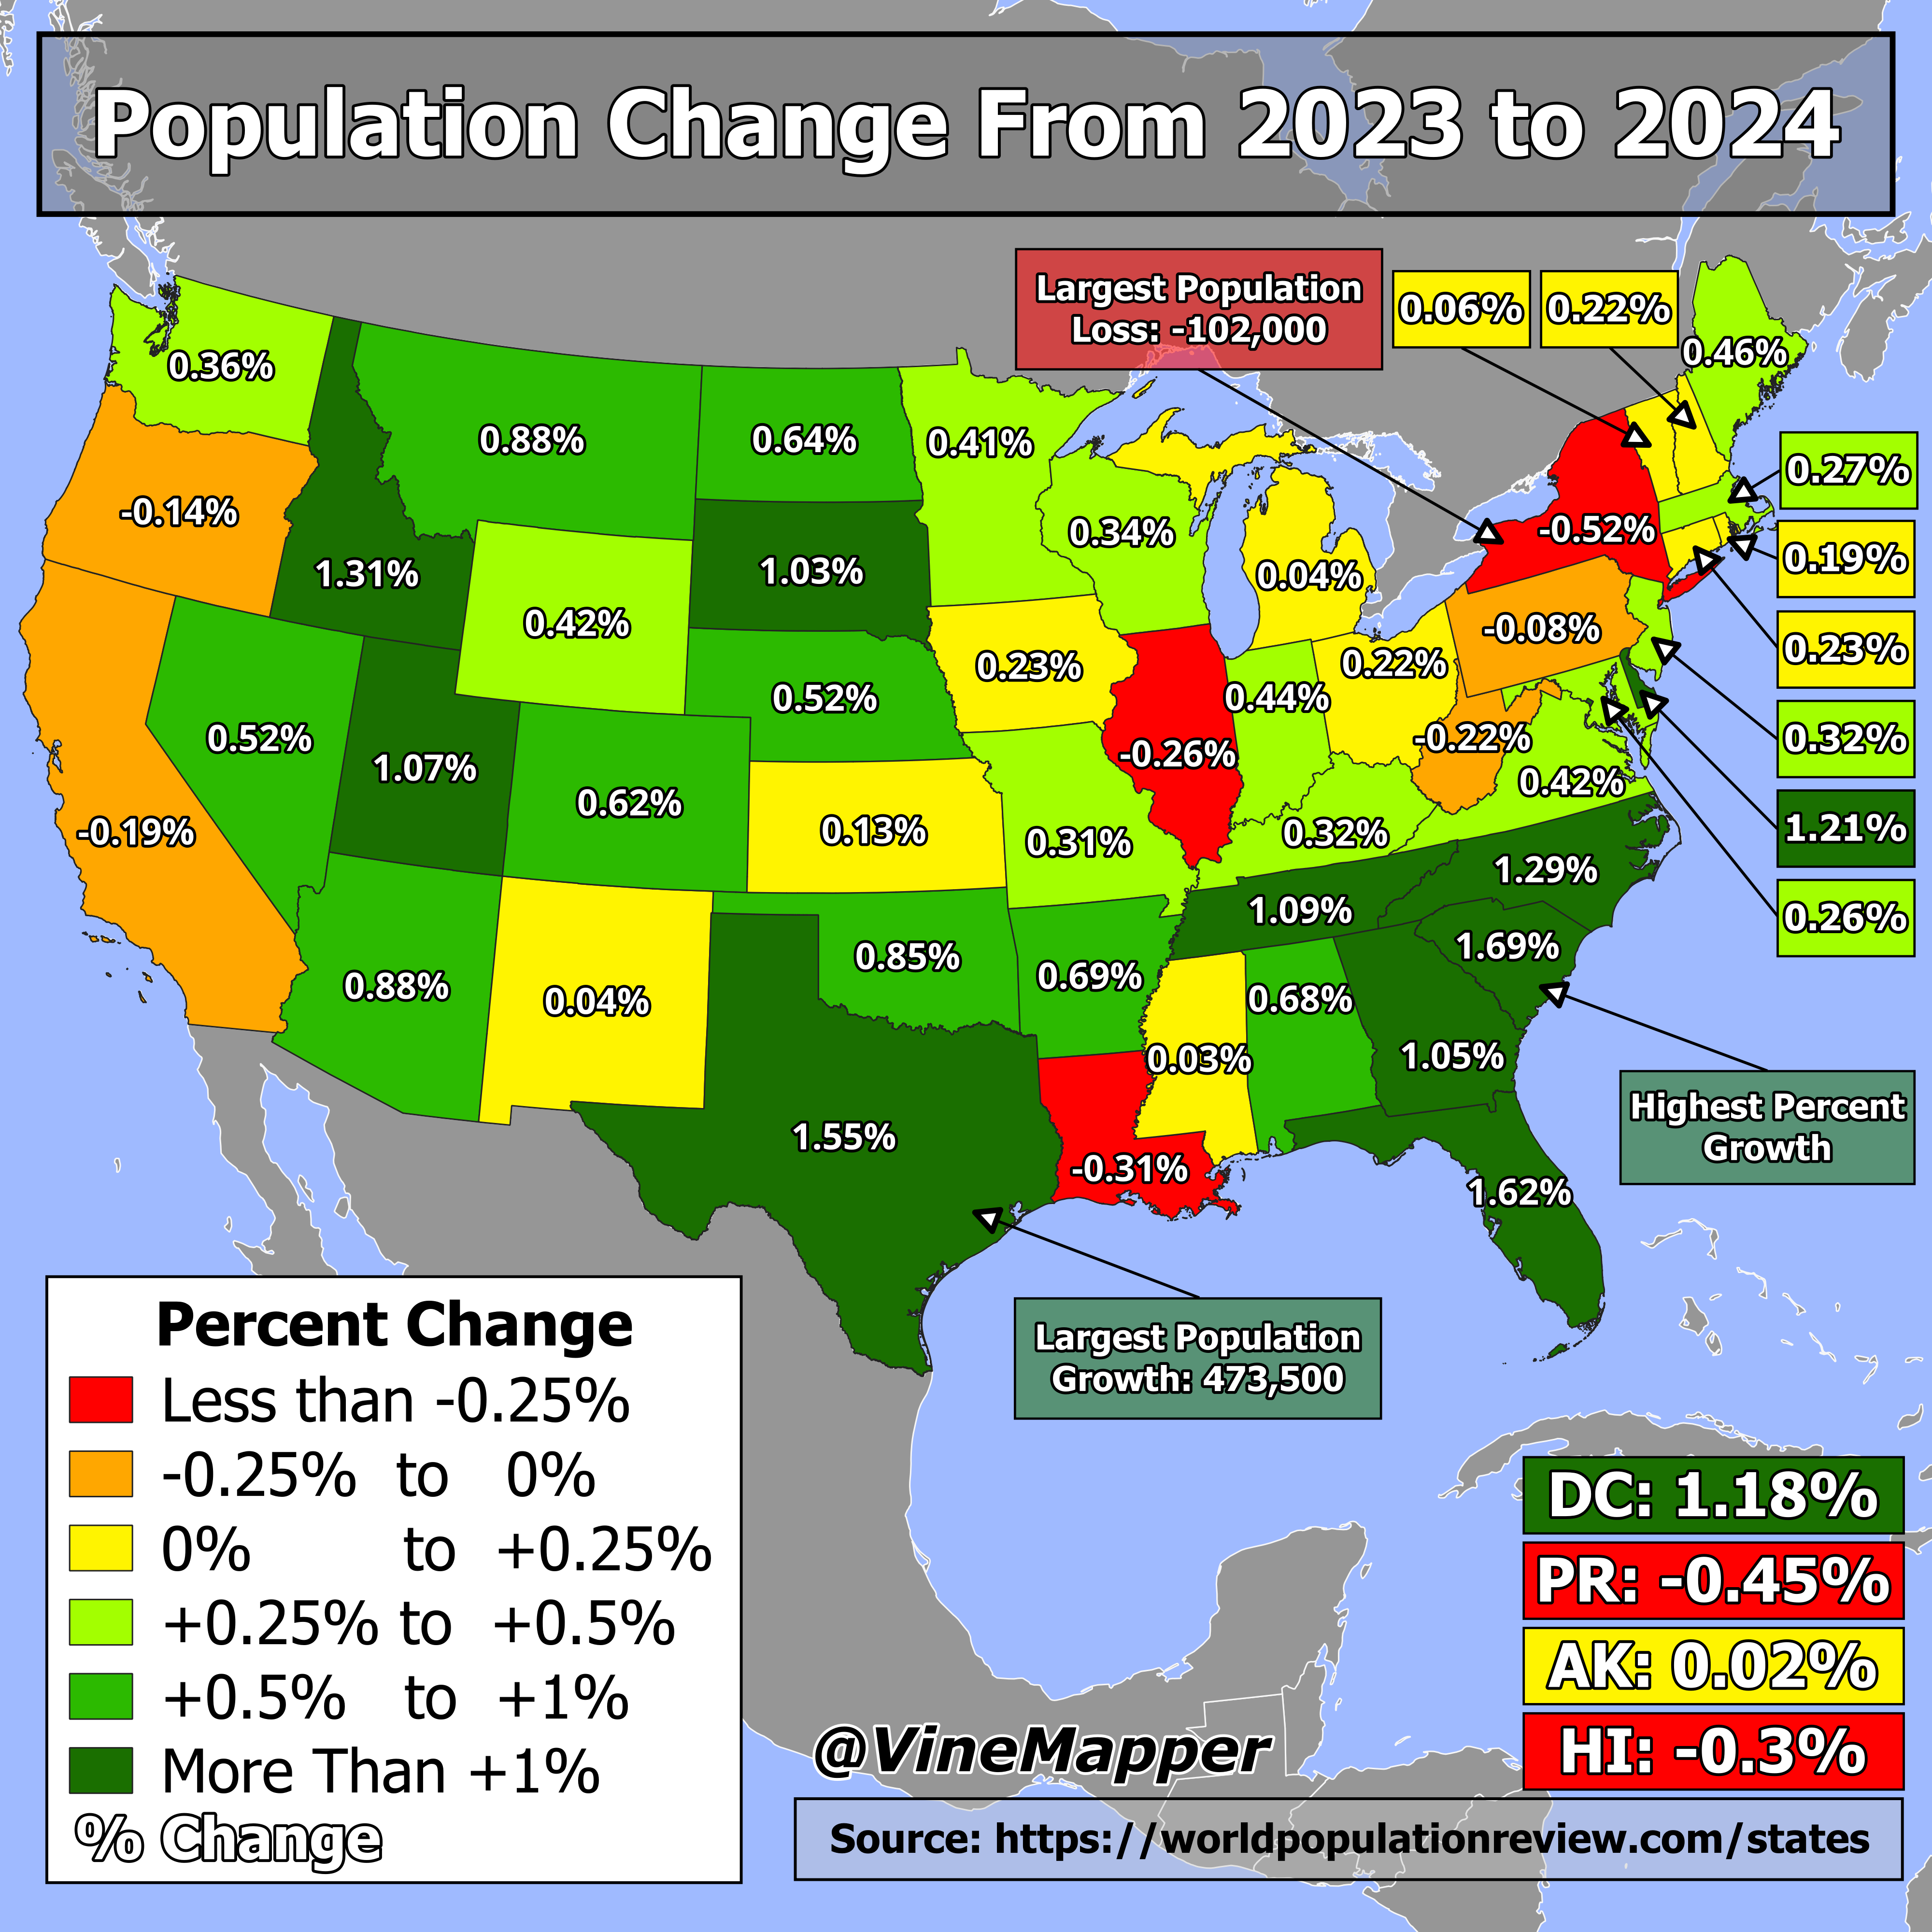 Population Change From 2023 to 2024
Largest Population
Loss: -102,000
0.06%
0.22%
0.46%
0.36%
0.88%
0.64%
0.41%
0.27%
-0.14%
1.31%
1.03%
0.34%
0.04%
-0.52%
0.19%
0.42%
-0.08%
0.23%
0.52%
1.07%
0.52%
0.23%
0.44%
0.22%
-0.22%
0.32%
-0.19%
0.62%
0.13%
0.31%
-0.26%
0.32%
0.42%
1.21%
1.29%
0.26%
0.88%
0.04%
0.85%
0.69%
1.09%
1.69%
0.68%
0.03%
1.05%
1.55%
-0.31%
1.62%
Highest Percent
Growth
Largest Population
Growth: 473,500
Percent Change
Less than -0.25%
-0.25% to 0%
0% to +0.25%
+0.25% to +0.5%
+0.5% to +1%
More Than +1%
% Change
DC: 1.18%
PR: -0.45%
AK: 0.02%
HI: -0.3%
@VineMapper
Source: https://worldpopulationreview.com/states